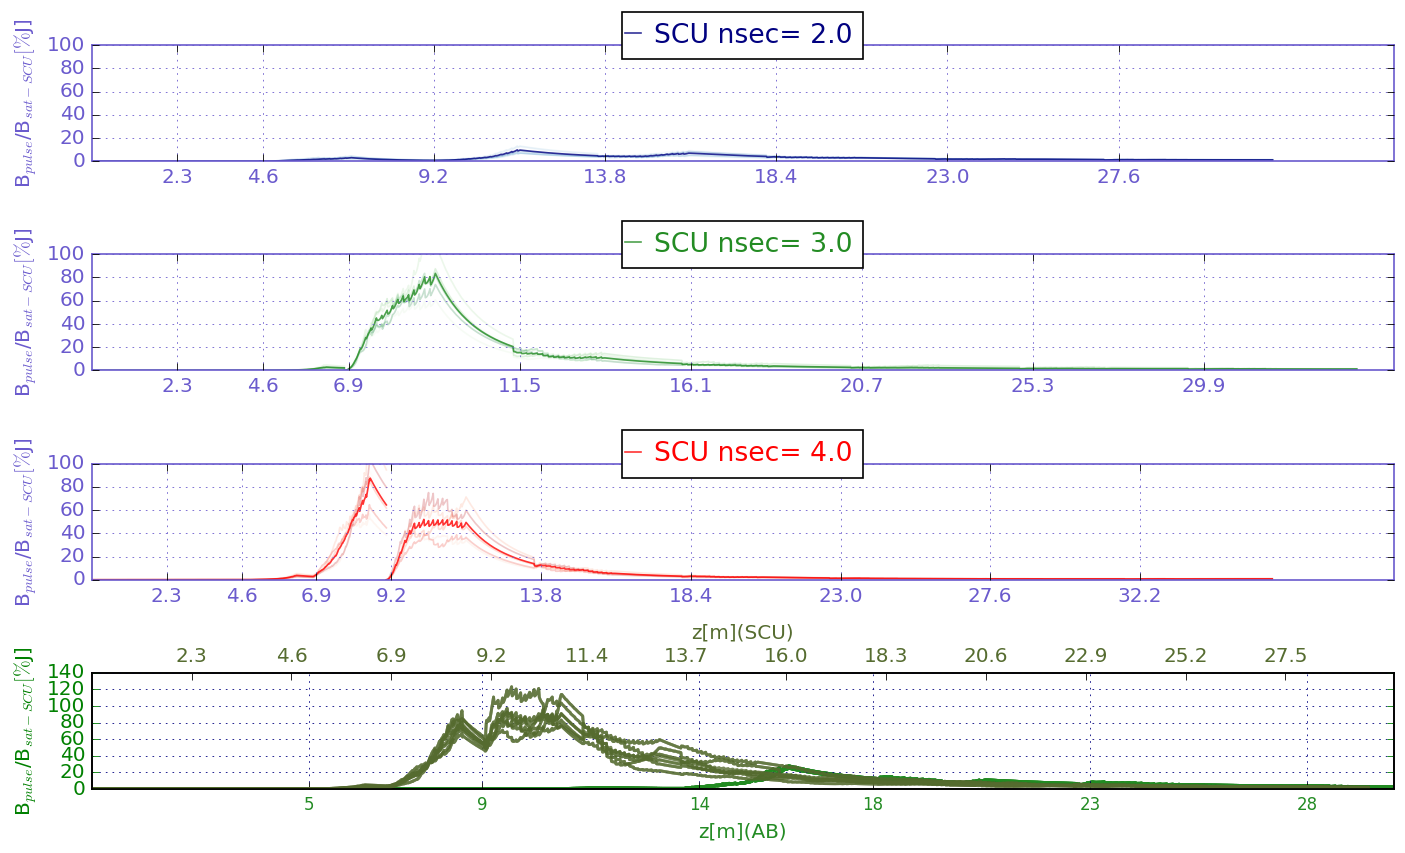 SCU nsec= 2.0
B_pulse/B_sat-SCU[%J]
100
80
60
40
20
0
2.3 4.6 9.2 13.8 18.4 23.0 27.6
SCU nsec= 3.0
B_pulse/B_sat-SCU[%J]
100
80
60
40
20
0
2.3 4.6 6.9 11.5 16.1 20.7 25.3 29.9
SCU nsec= 4.0
B_pulse/B_sat-SCU[%J]
100
80
60
40
20
0
2.3 4.6 6.9 9.2 13.8 18.4 23.0 27.6 32.2
z[m](SCU)
2.3 4.6 6.9 9.2 11.4 13.7 16.0 18.3 20.6 22.9 25.2 27.5
B_pulse/B_sat-SCU[%J]
140
120
100
80
60
40
20
0
5 9 14 18 23 28
z[m](AB)